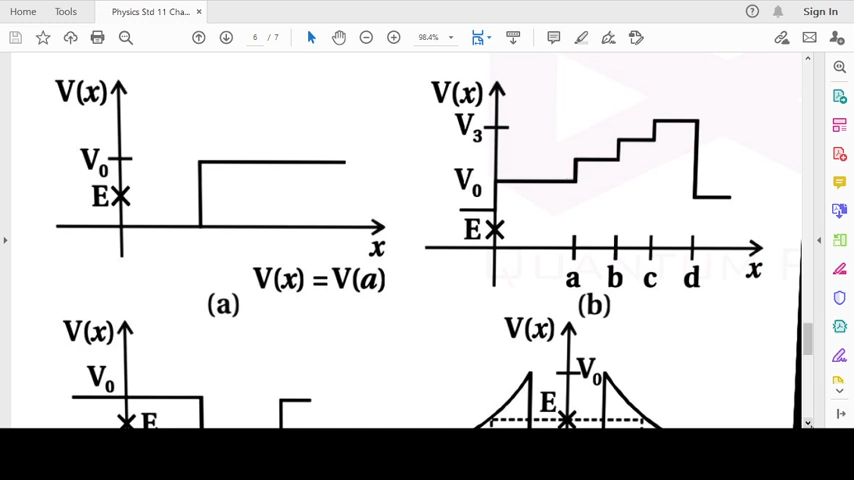 Home
Tools
Physics Std 11 Cha...
×
Sign In
6 / 7
98.4%
V(x)
V₀
E
x
V(x) = V(a)
(a)
V(x)
V₃
V₀
E
a b c d
x
(b)
V(x)
V₀
E
V(x)
V₀
E